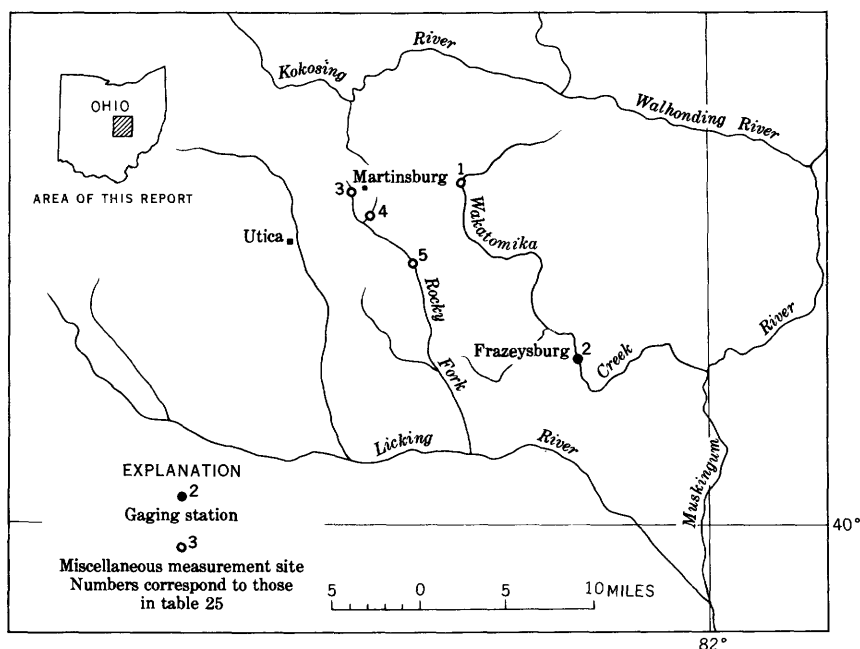 Kokosing River
Walhonding River
OHIO
AREA OF THIS REPORT
Martinsburg
1
3
4
Utica
Wakatomika Creek
5
Rocky Fork
Frazeysburg
2
River
Licking River
Muskingum
EXPLANATION
2
Gaging station
3
Miscellaneous measurement site
Numbers correspond to those
in table 25
5 0 5 10 MILES
40°
82°